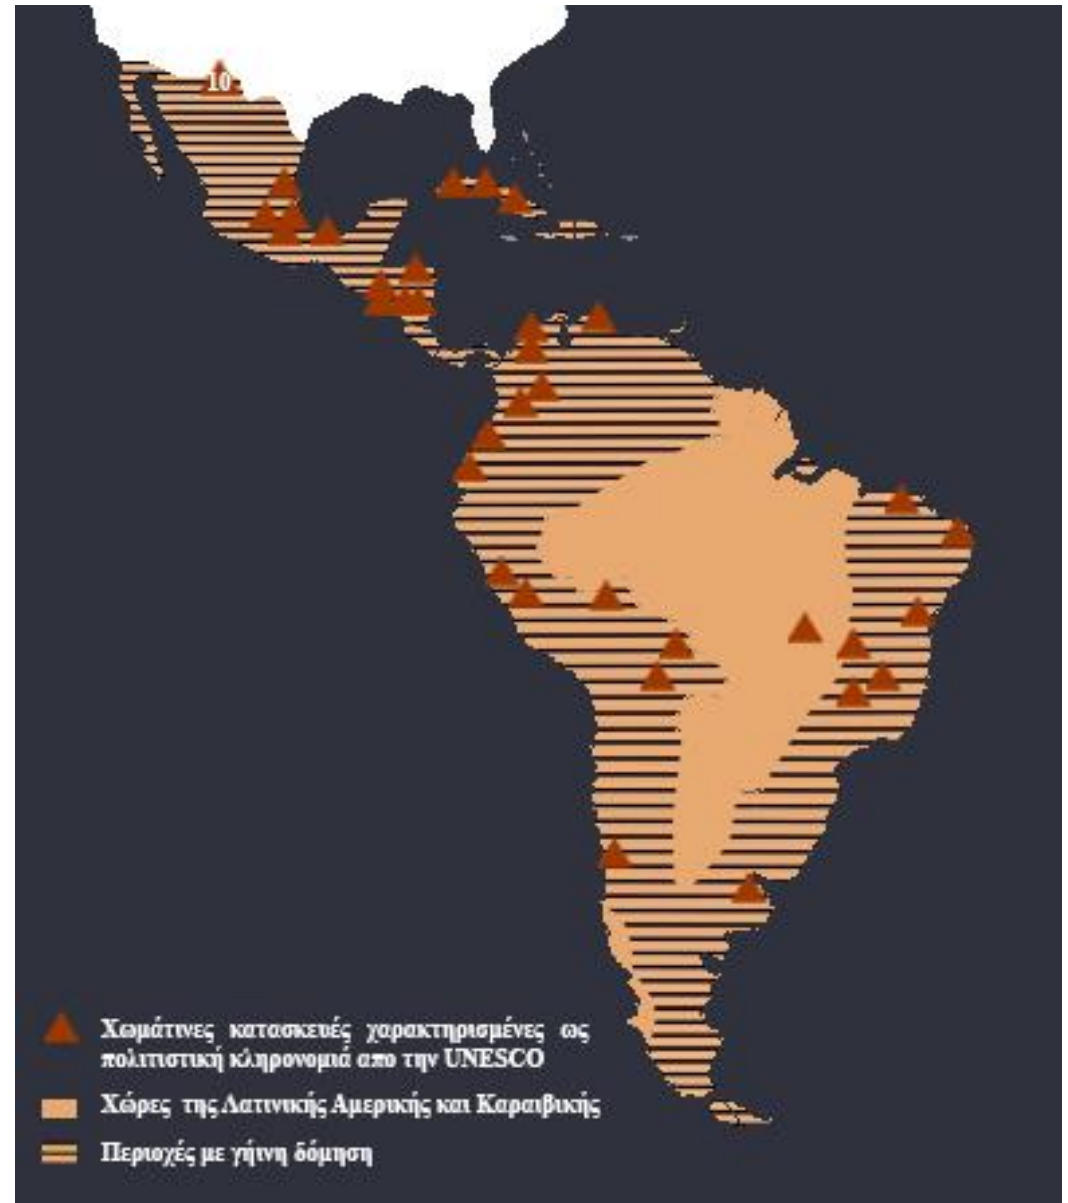 10
Χωμάτινες κατασκευές χαρακτηρισμένες ως
πολιτιστική κληρονομιά απο την UNESCO
Χώρες της Λατινικής Αμερικής και Καραιβικής
Περιοχές με γήινη δόμηση